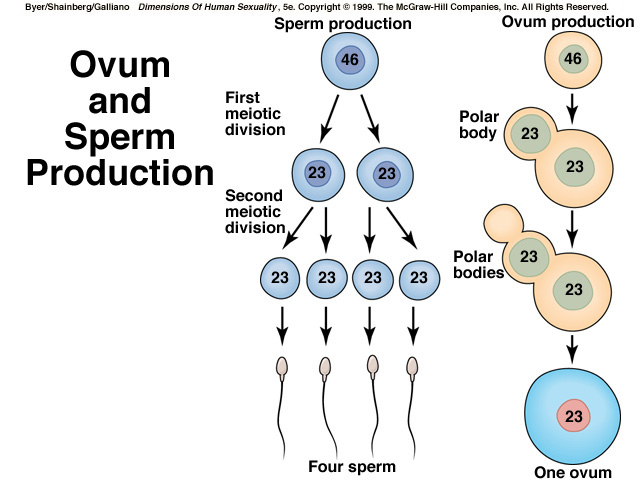 Byer/Shainberg/Galliano Dimensions Of Human Sexuality, 5e. Copyright © 1999. The McGraw-Hill Companies, Inc. All Rights Reserved.
Ovum
and
Sperm
Production
Sperm production
46
First
meiotic
division
23
23
Second
meiotic
division
23
23
23
23
Four sperm
Ovum production
46
Polar
body
23
23
Polar
bodies
23
23
23
One ovum